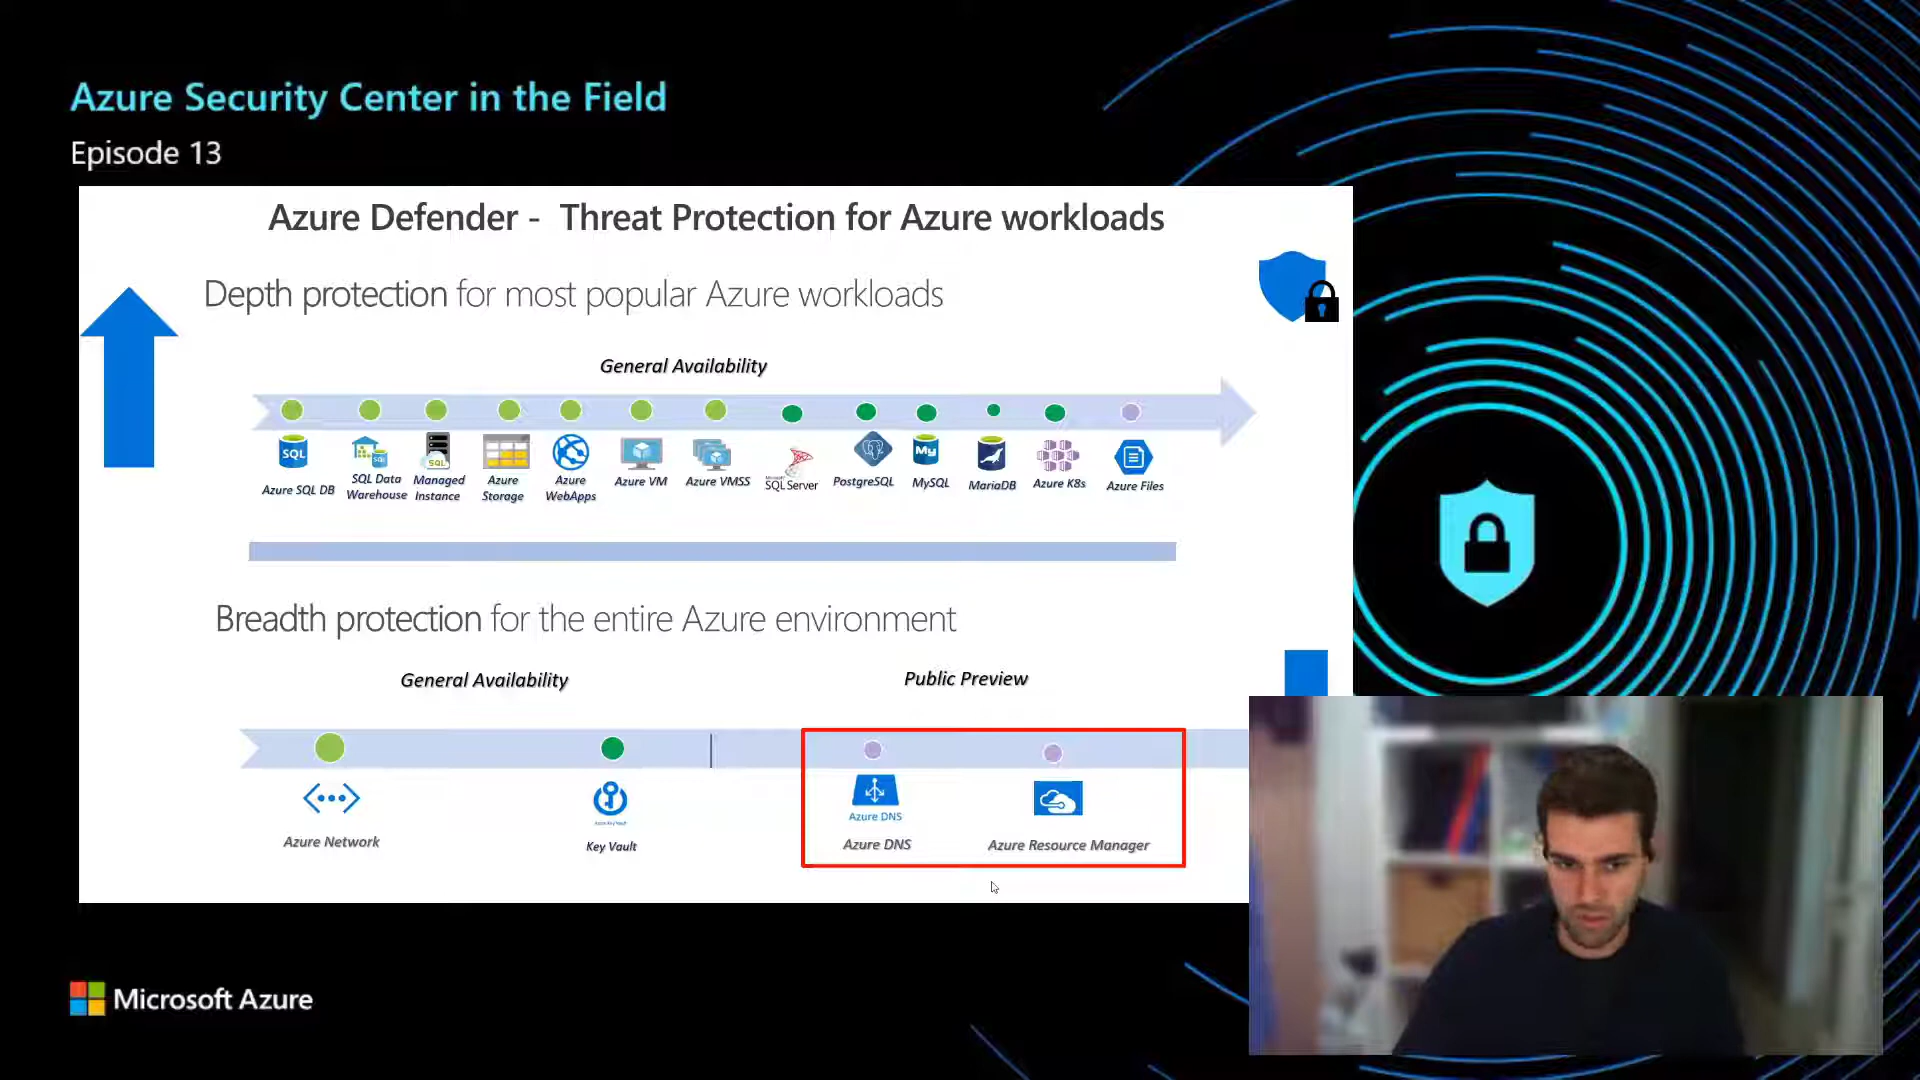 Azure Security Center in the Field
Episode 13
Azure Defender - Threat Protection for Azure workloads
Depth protection for most popular Azure workloads
General Availability
SQL
SQL
My
Azure SQL DB
SQL Data Warehouse
Managed Instance
Azure Storage
Azure WebApps
Azure VM
Azure VMSS
SQL Server
PostgreSQL
MySQL
MariaDB
Azure K8s
Azure Files
Breadth protection for the entire Azure environment
General Availability
Public Preview
Azure DNS
Azure Network
Key Vault
Azure DNS
Azure Resource Manager
Microsoft Azure